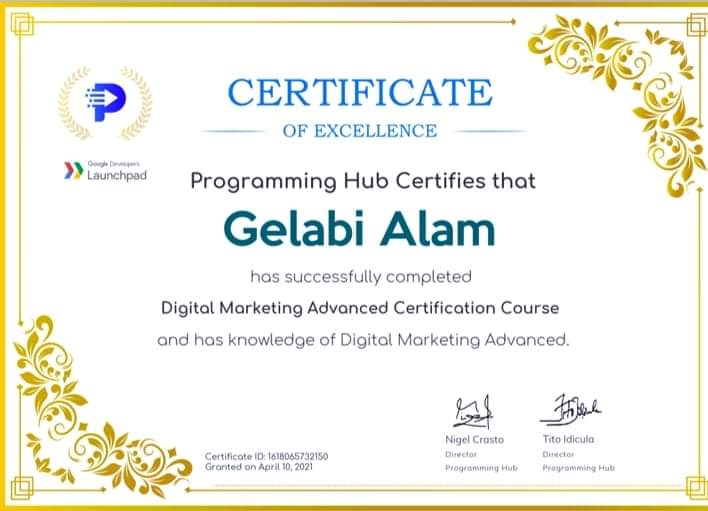 CERTIFICATE
OF EXCELLENCE
Google Developers
Launchpad
Programming Hub Certifies that
Gelabi Alam
has successfully completed
Digital Marketing Advanced Certification Course
and has knowledge of Digital Marketing Advanced.
Nigel Crasto
Director
Programming Hub
Tito Idicula
Director
Programming Hub
Certificate ID: 1618065732150
Granted on April 10, 2021